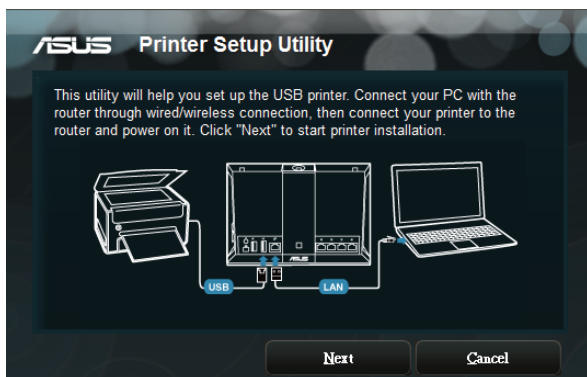 ASUS Printer Setup Utility
This utility will help you set up the USB printer. Connect your PC with the
router through wired/wireless connection, then connect your printer to the
router and power on it. Click "Next" to start printer installation.
ASUS
USB
LAN
Next
Cancel